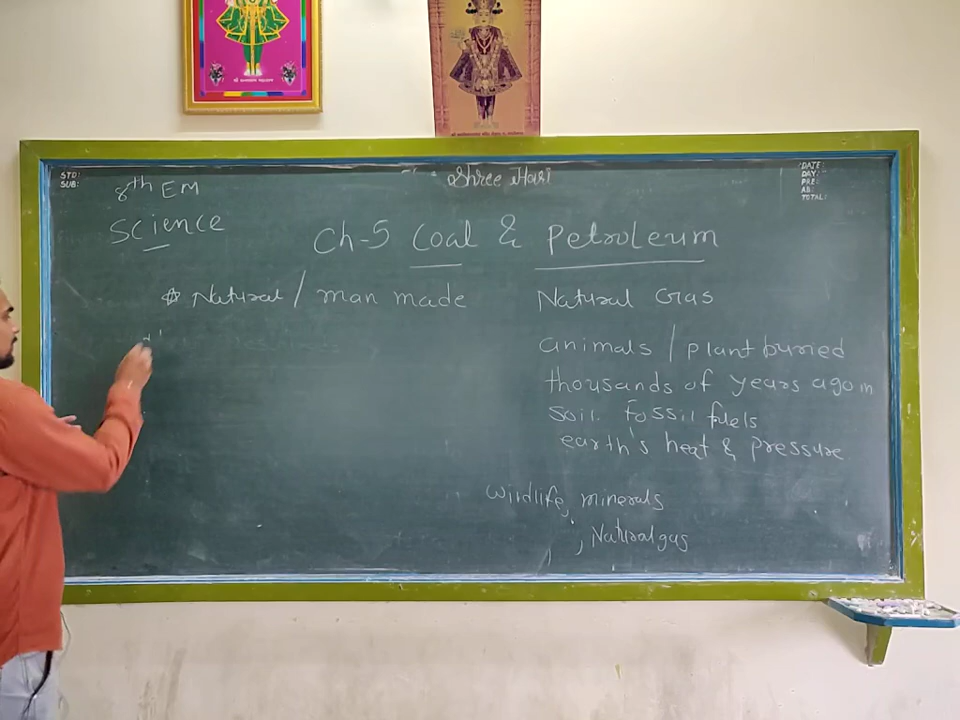 STD:
SUB:
8th EM
Shree Hari
DATE:
DAY:
PRE:
AB:
TOTAL:
Science
Ch-5 Coal & Petroleum
Natural / man made
Natural Gas
animals / plant buried
thousands of years ago in
soil. Fossil fuels
earth's heat & pressure
wildlife, minerals
, Natural gas